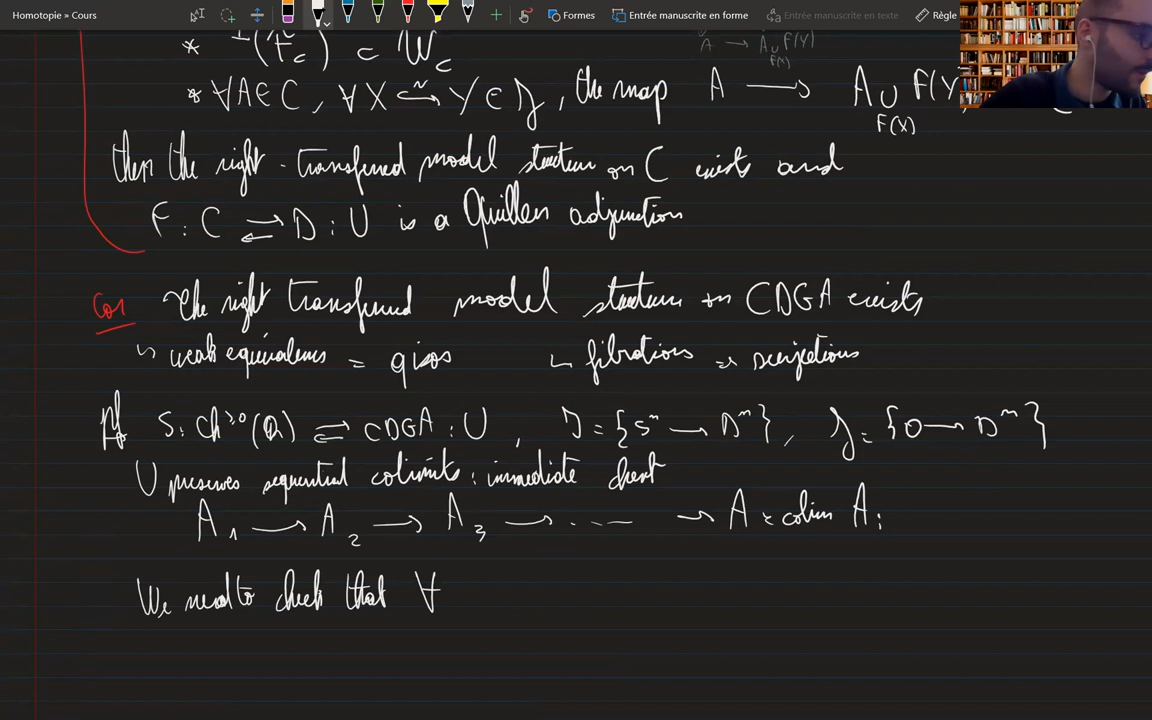 Homotopie » Cours
Formes
Entrée manuscrite en forme
Entrée manuscrite en texte
Règle
A → A ∪_{F(X)} F(Y)
* ⊂ W_c
* ∀A∈C, ∀X ↪~ Y ∈ J, the map A ⟶ A ∪_{F(X)} F(Y
then the right-transferred model structure on C exists and
F : C ⇄ D : U is a Quillen adjunction
Cor The right transferred model structure on CDGA exists
↳ weak equivalences = qisos ↳ fibrations = surjections
Pf S : Ch^{≥0}(Q) ⇄ CDGA : U , I = {S^n ⟶ D^n} , J = {0 ⟶ D^n}
U preserves sequential colimits : immediate check
A_1 ⟶ A_2 ⟶ A_3 ⟶ .... → A = colim A_i
We need to check that ∀